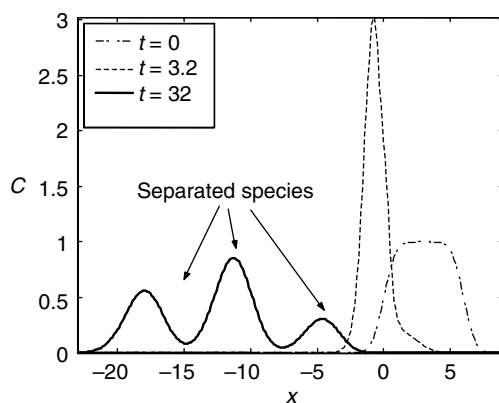 3
2.5
2
1.5
1
0.5
0
C
t = 0
t = 3.2
t = 32
Separated species
−20
−15
−10
−5
0
5
x